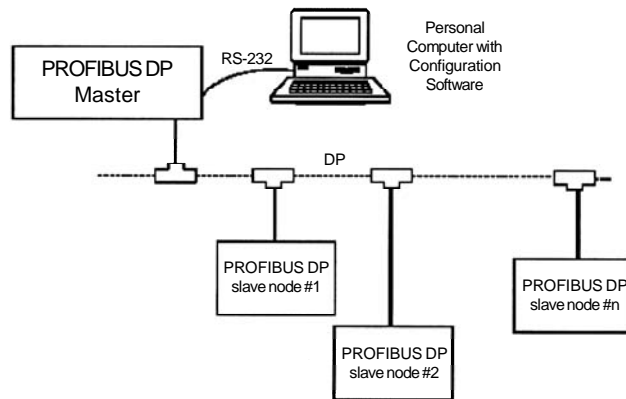 PROFIBUS DP
Master
RS-232
Personal
Computer with
Configuration
Software
DP
PROFIBUS DP
slave node #1
PROFIBUS DP
slave node #2
PROFIBUS DP
slave node #n